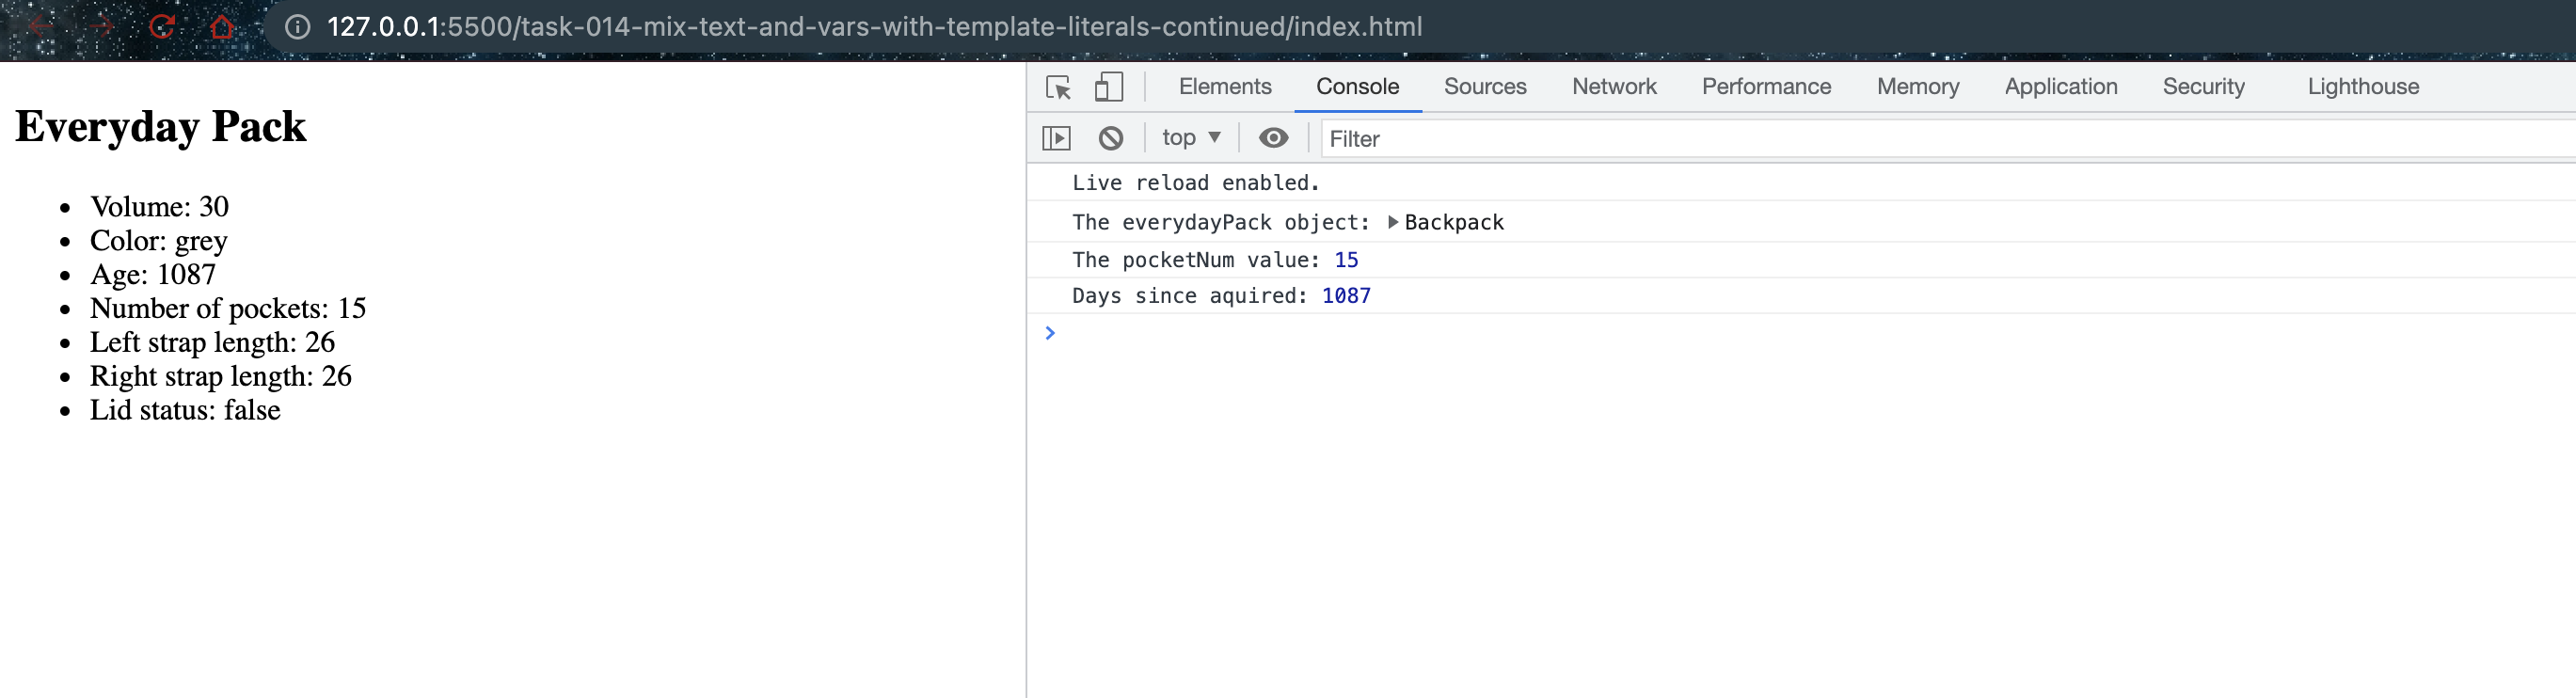 127.0.0.1:5500/task-014-mix-text-and-vars-with-template-literals-continued/index.html
Everyday Pack
• Volume: 30
• Color: grey
• Age: 1087
• Number of pockets: 15
• Left strap length: 26
• Right strap length: 26
• Lid status: false
Elements Console Sources Network Performance Memory Application Security Lighthouse
top ▼ Filter
Live reload enabled.
The everydayPack object: ▶ Backpack
The pocketNum value: 15
Days since aquired: 1087
>